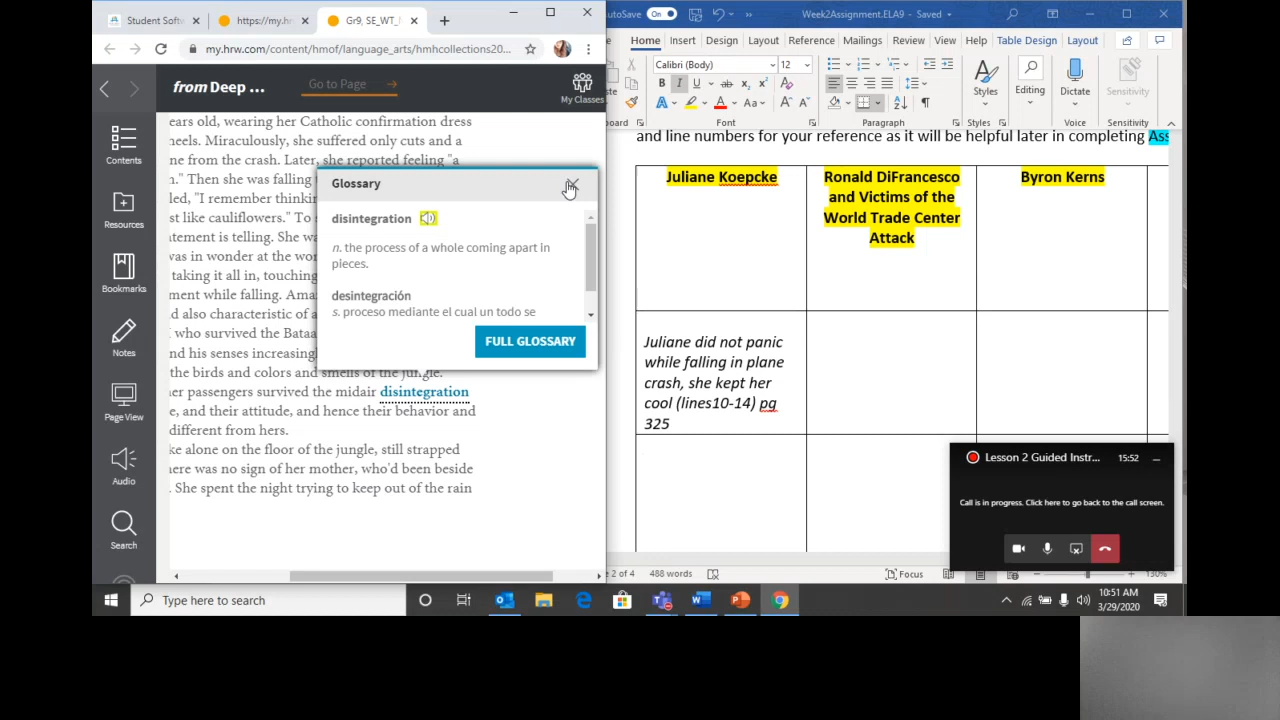 Student Softw
https://my.hr
Gr9, SE_WT_
my.hrw.com/content/hmof/language_arts/hmhcollections20...
from Deep ...
Go to Page
My Classes
Contents
Resources
Bookmarks
Notes
Page View
Audio
Search
ears old, wearing her Catholic confirmation dress
heels. Miraculously, she suffered only cuts and a
ne from the crash. Later, she reported feeling "a
." Then she was falling
led, "I remember thinking
st like cauliflowers." To
atement is telling. She wa
was in wonder at the wor
taking it all in, touching
ment while falling. Ama
d also characteristic of a
I who survived the Bataa
nd his senses increasingl
the birds and colors and smells of the jungle.
er passengers survived the midair disintegration
e, and their attitude, and hence their behavior and
different from hers.
ke alone on the floor of the jungle, still strapped
here was no sign of her mother, who'd been beside
. She spent the night trying to keep out of the rain
Glossary
disintegration
n. the process of a whole coming apart in
pieces.
desintegración
s. proceso mediante el cual un todo se
FULL GLOSSARY
utoSave On
Week2Assignment.ELA9 - Saved
Home Insert Design Layout Reference Mailings Review View Help Table Design Layout
Calibri (Body) 12
Styles
Editing
Dictate
Sensitivity
Font
Paragraph
Styles
Voice
Sensitivity
and line numbers for your reference as it will be helpful later in completing Ass
Juliane Koepcke
Ronald DiFrancesco
and Victims of the
World Trade Center
Attack
Byron Kerns
Juliane did not panic
while falling in plane
crash, she kept her
cool (lines10-14) pg
325
Lesson 2 Guided Instr... 15:52
Call is in progress. Click here to go back to the call screen.
e 2 of 4 488 words Focus 130%
Type here to search
10:51 AM
3/29/2020